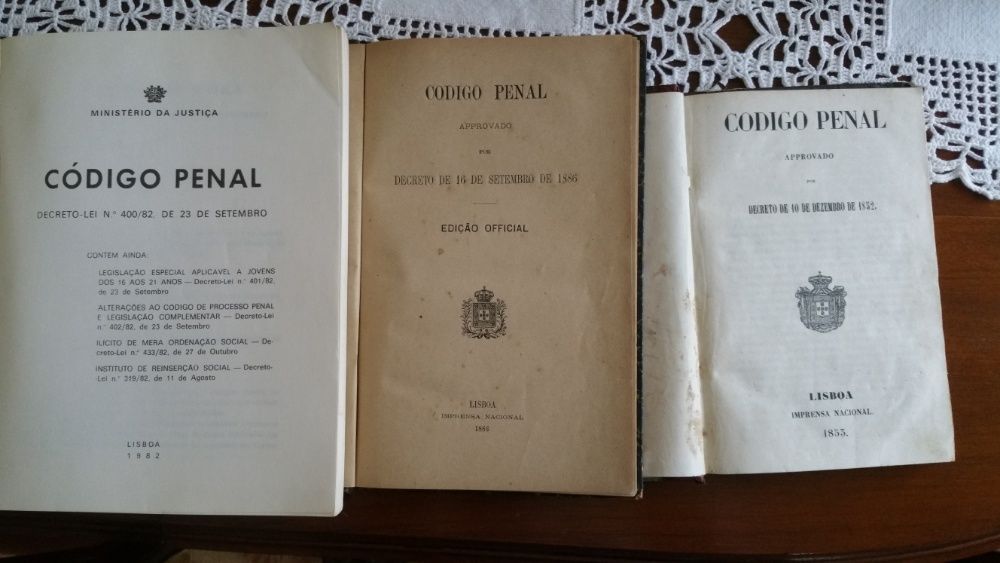 MINISTÉRIO DA JUSTIÇA
CÓDIGO PENAL
DECRETO-LEI N.° 400/82, DE 23 DE SETEMBRO
CONTÉM AINDA:
LEGISLAÇÃO ESPECIAL APLICAVEL A JOVENS
DOS 16 AOS 21 ANOS — Decreto-Lei n.° 401/82,
de 23 de Setembro
ALTERAÇÕES AO CODIGO DE PROCESSO PENAL
E LEGISLAÇÃO COMPLEMENTAR — Decreto-Lei
n.° 402/82, de 23 de Setembro
ILICITO DE MERA ORDENAÇÃO SOCIAL — De-
creto-Lei n.° 433/82, de 27 de Outubro
INSTITUTO DE REINSERÇÃO SOCIAL — Decreto-
-Lei n.° 319/82, de 11 de Agosto
LISBOA
1982
CODIGO PENAL
APPROVADO
POR
DECRETO DE 16 DE SETEMBRO DE 1886
EDIÇÃO OFFICIAL
LISBOA
IMPRENSA NACIONAL
1886
CODIGO PENAL
APPROVADO
POR
DECRETO DE 10 DE DEZEMBRO DE 1852.
LISBOA
IMPRENSA NACIONAL.
1855.